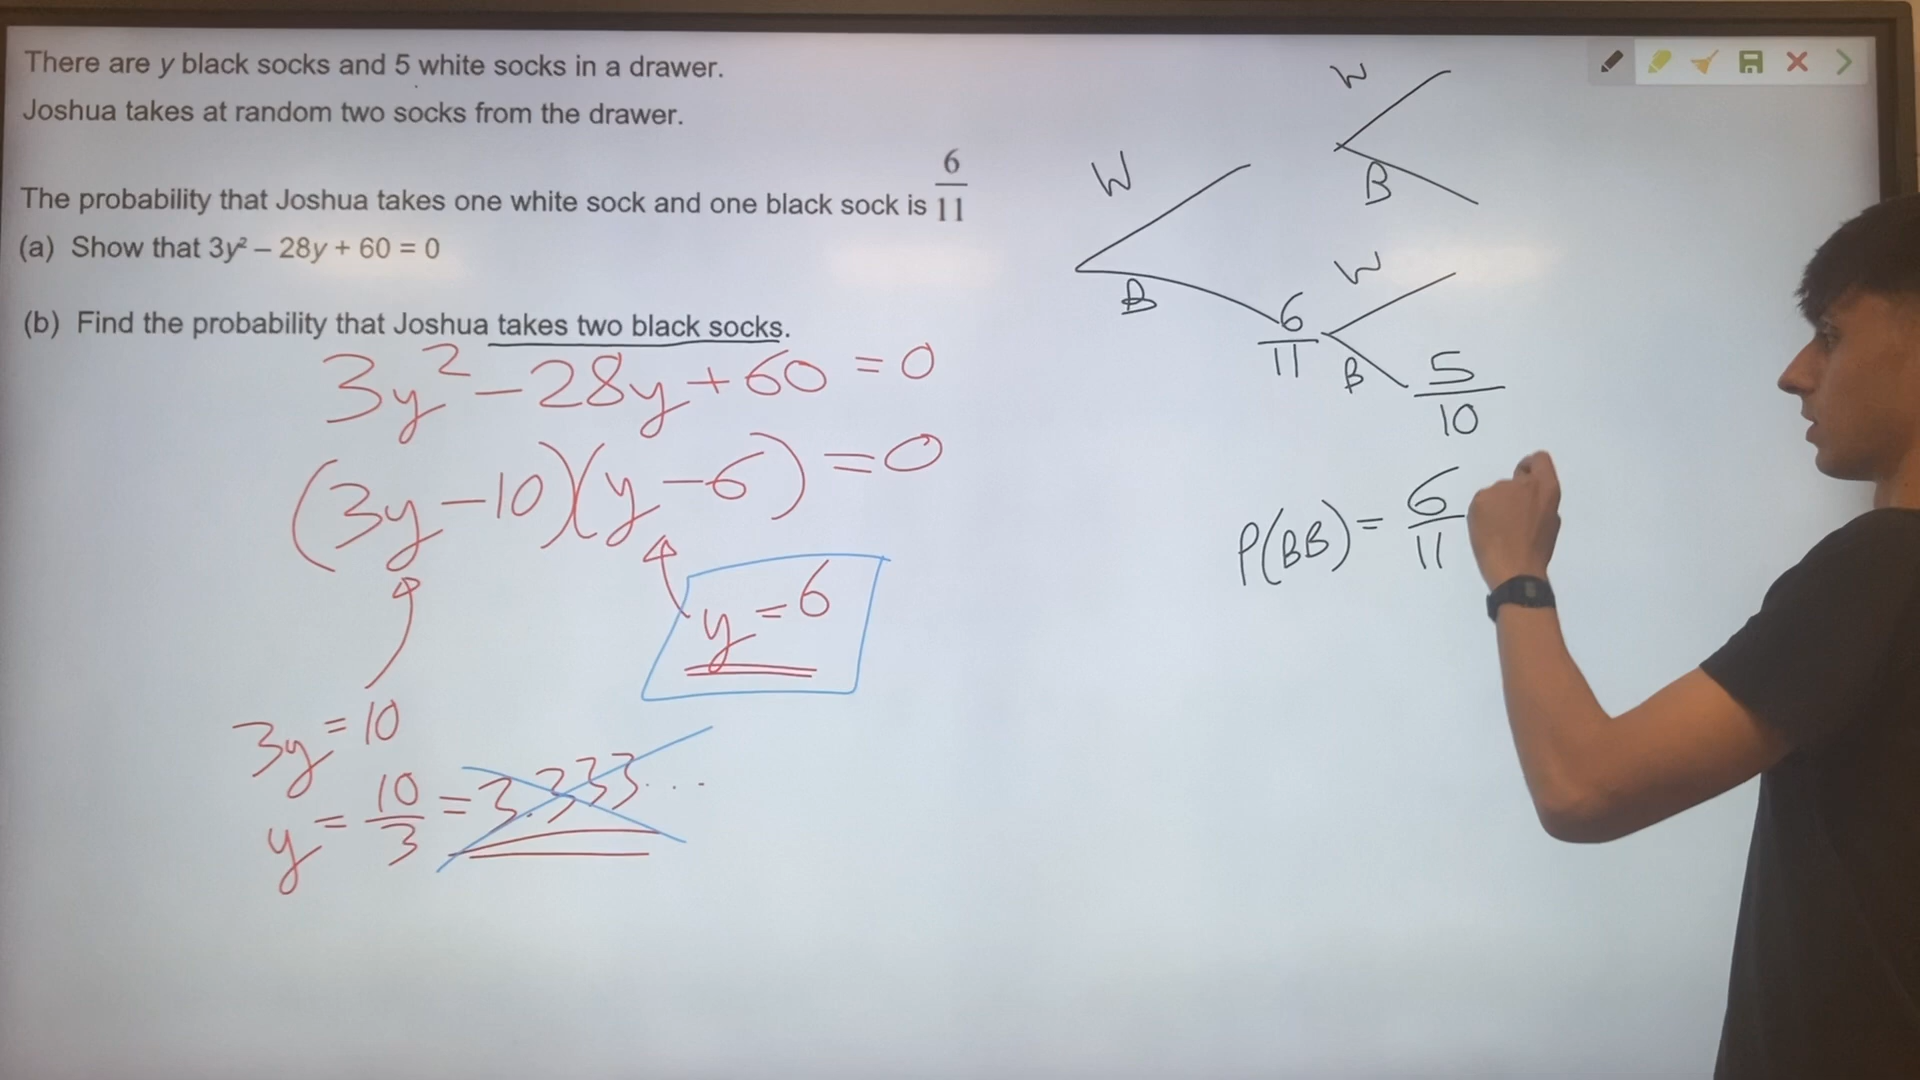 There are y black socks and 5 white socks in a drawer.
Joshua takes at random two socks from the drawer.
The probability that Joshua takes one white sock and one black sock is 6/11
(a) Show that 3y² – 28y + 60 = 0
(b) Find the probability that Joshua takes two black socks.
3y² - 28y + 60 = 0
(3y - 10)(y - 6) = 0
y = 6
3y = 10
y = 10/3 = 3.333...
W
B
W
B
W
6/11
B
5/10
P(BB) = 6/11